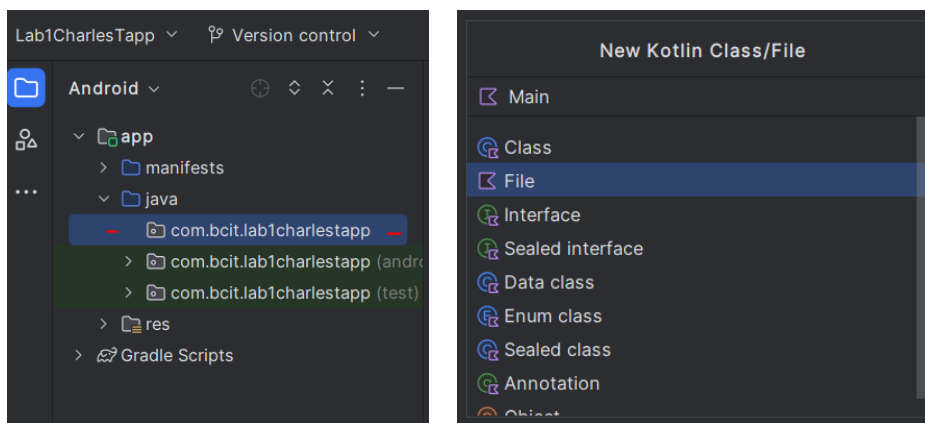 Lab1CharlesTapp
Version control
Android
app
manifests
java
com.bcit.lab1charlestapp
com.bcit.lab1charlestapp (andro
com.bcit.lab1charlestapp (test)
res
Gradle Scripts
New Kotlin Class/File
Main
Class
File
Interface
Sealed interface
Data class
Enum class
Sealed class
Annotation
Object